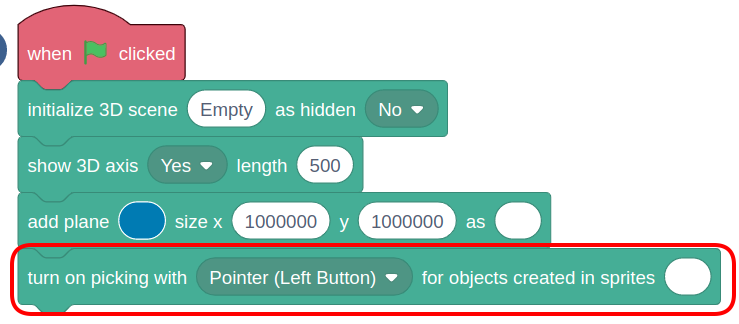 when clicked
initialize 3D scene Empty as hidden No
show 3D axis Yes length 500
add plane size x 1000000 y 1000000 as
turn on picking with Pointer (Left Button) for objects created in sprites